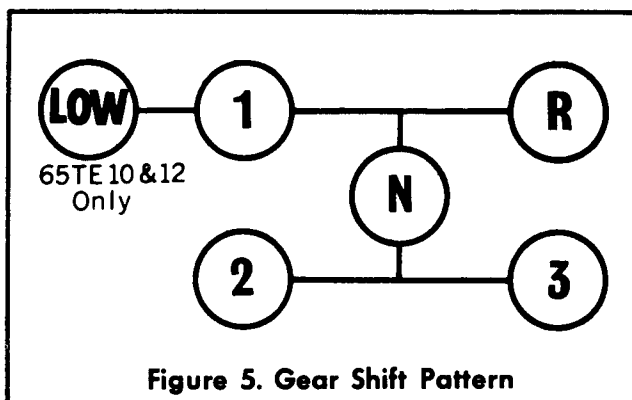 LOW 1 R
65TE 10 & 12
Only
N
2 3
Figure 5. Gear Shift Pattern